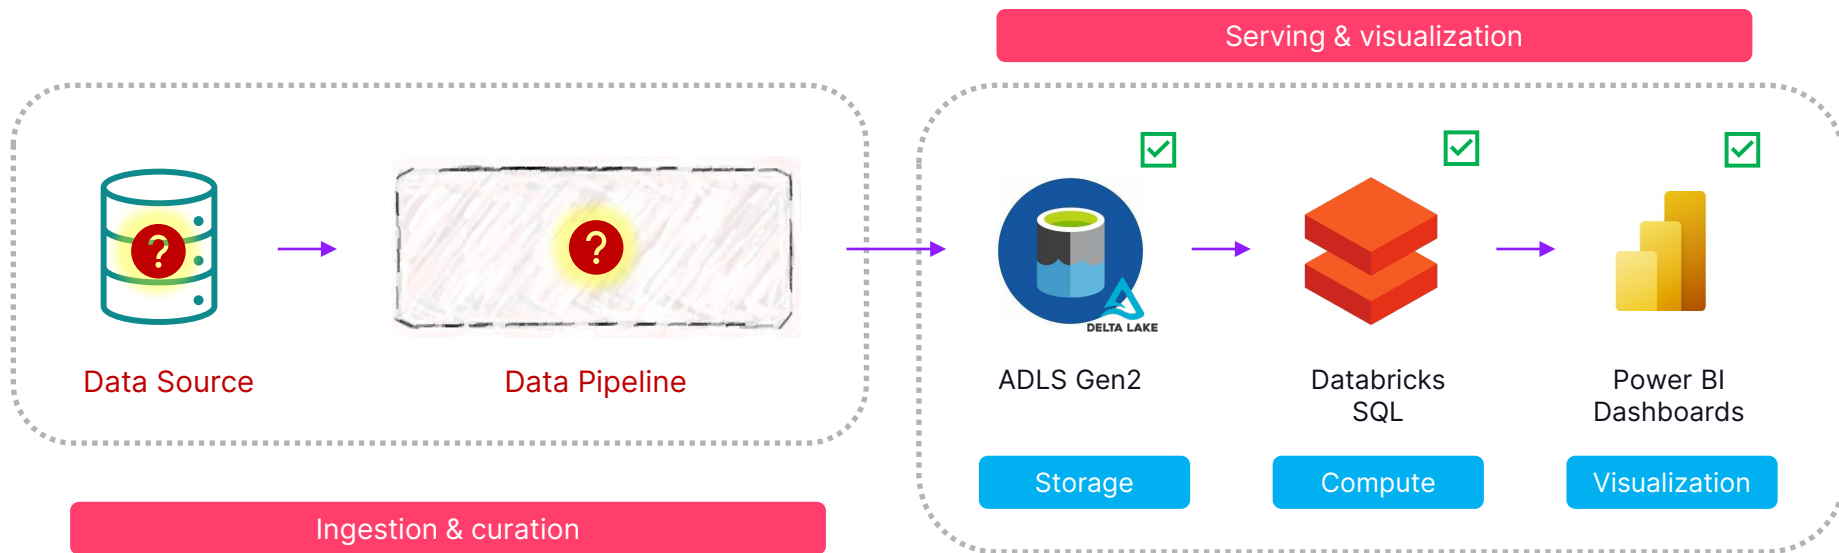 Serving & visualization
?
?
DELTA LAKE
Data Source
Data Pipeline
ADLS Gen2
Databricks
SQL
Power BI
Dashboards
Storage
Compute
Visualization
Ingestion & curation